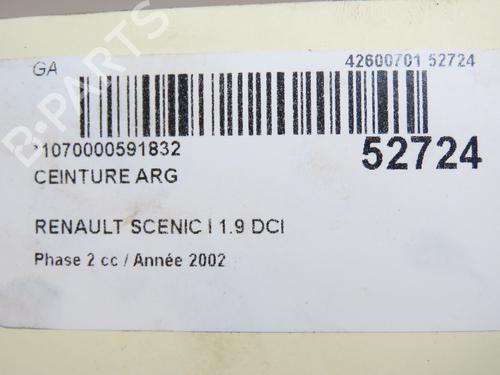 GA
42600701 52724
*1070000591832
52724
CEINTURE ARG
RENAULT SCENIC I 1.9 DCI
Phase 2 cc / Année 2002
B-PARTS